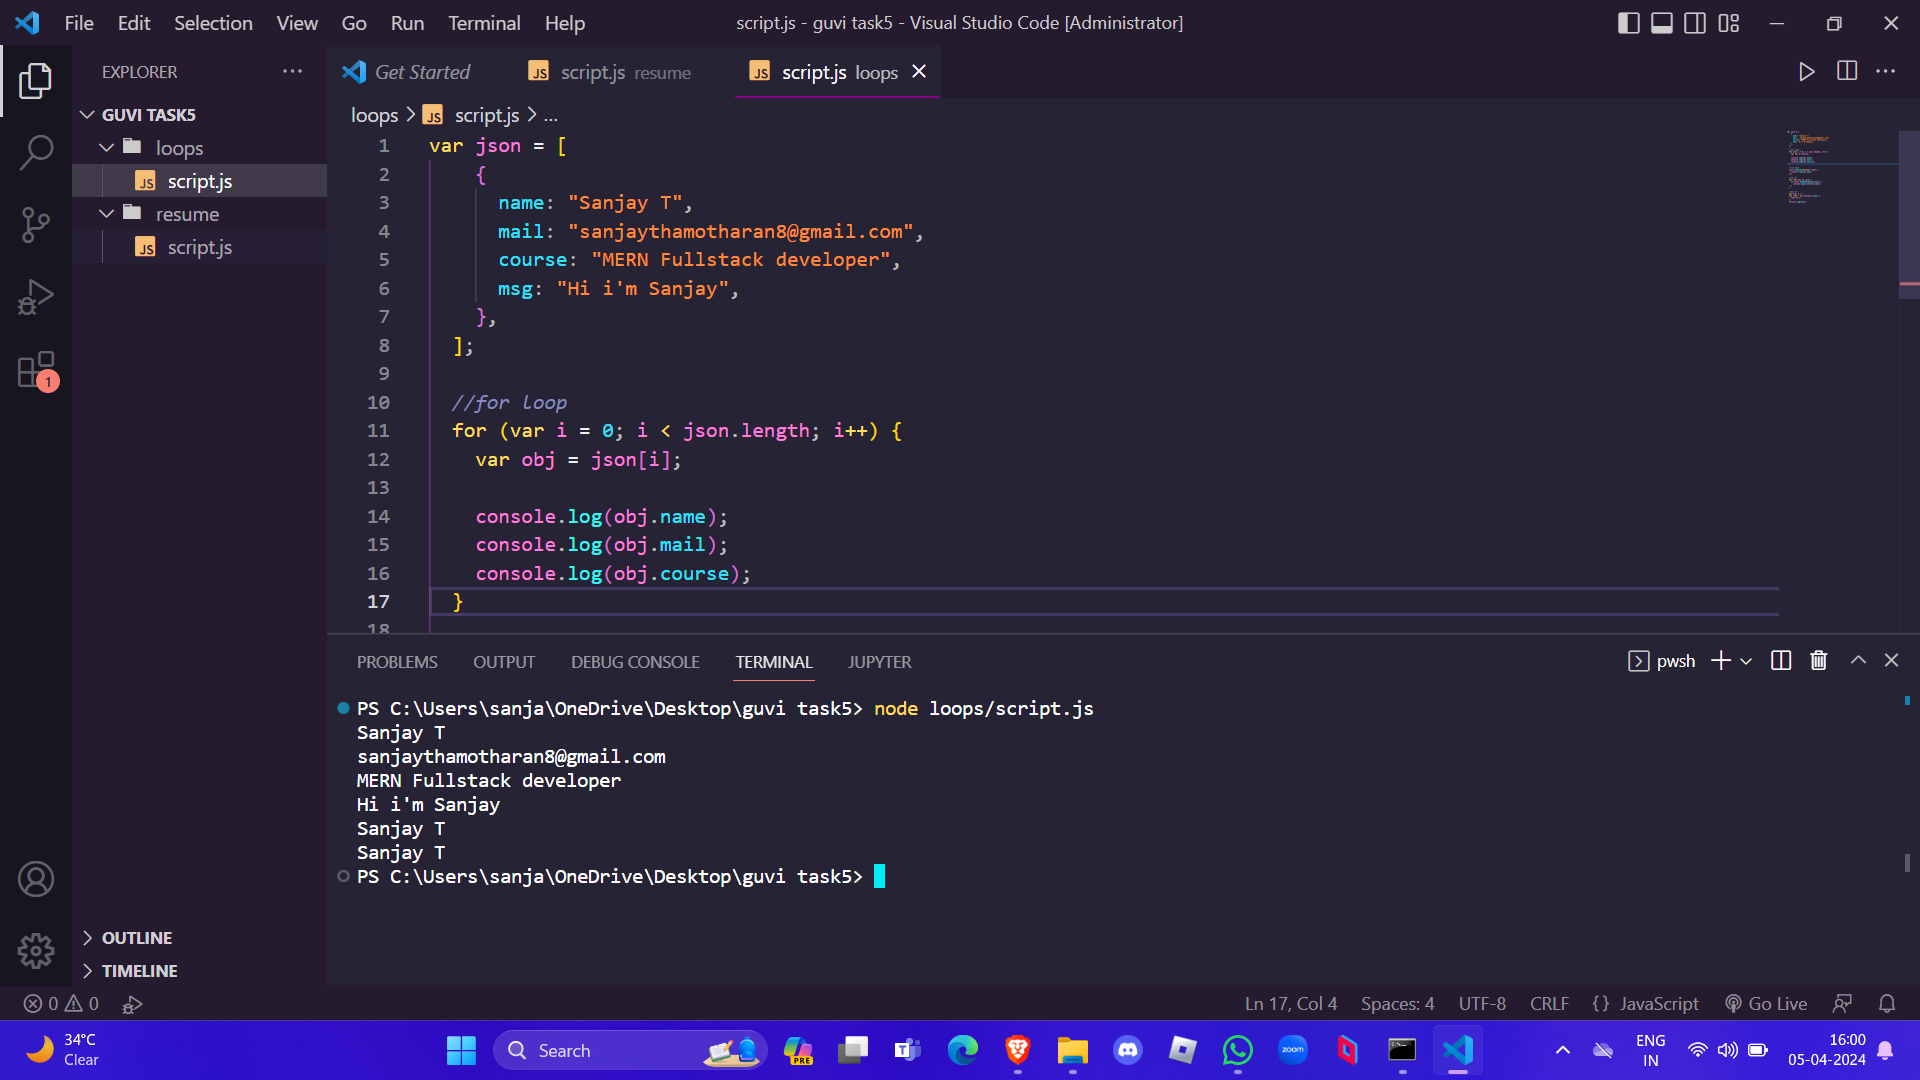 File Edit Selection View Go Run Terminal Help
script.js - guvi task5 - Visual Studio Code [Administrator]
EXPLORER
Get Started
script.js resume
script.js loops
GUVI TASK5
loops
script.js
resume
script.js
loops > script.js > ...
1 var json = [
2 {
3 name: "Sanjay T",
4 mail: "sanjaythamotharan8@gmail.com",
5 course: "MERN Fullstack developer",
6 msg: "Hi i'm Sanjay",
7 },
8 ];
9
10 //for loop
11 for (var i = 0; i < json.length; i++) {
12 var obj = json[i];
13
14 console.log(obj.name);
15 console.log(obj.mail);
16 console.log(obj.course);
17 }
18
PROBLEMS OUTPUT DEBUG CONSOLE TERMINAL JUPYTER
pwsh
PS C:\Users\sanja\OneDrive\Desktop\guvi task5> node loops/script.js
Sanjay T
sanjaythamotharan8@gmail.com
MERN Fullstack developer
Hi i'm Sanjay
Sanjay T
Sanjay T
PS C:\Users\sanja\OneDrive\Desktop\guvi task5>
1
OUTLINE
TIMELINE
0 0
Ln 17, Col 4 Spaces: 4 UTF-8 CRLF {} JavaScript Go Live
34°C
Clear
Search
PRE
zoom
ENG
IN
16:00
05-04-2024